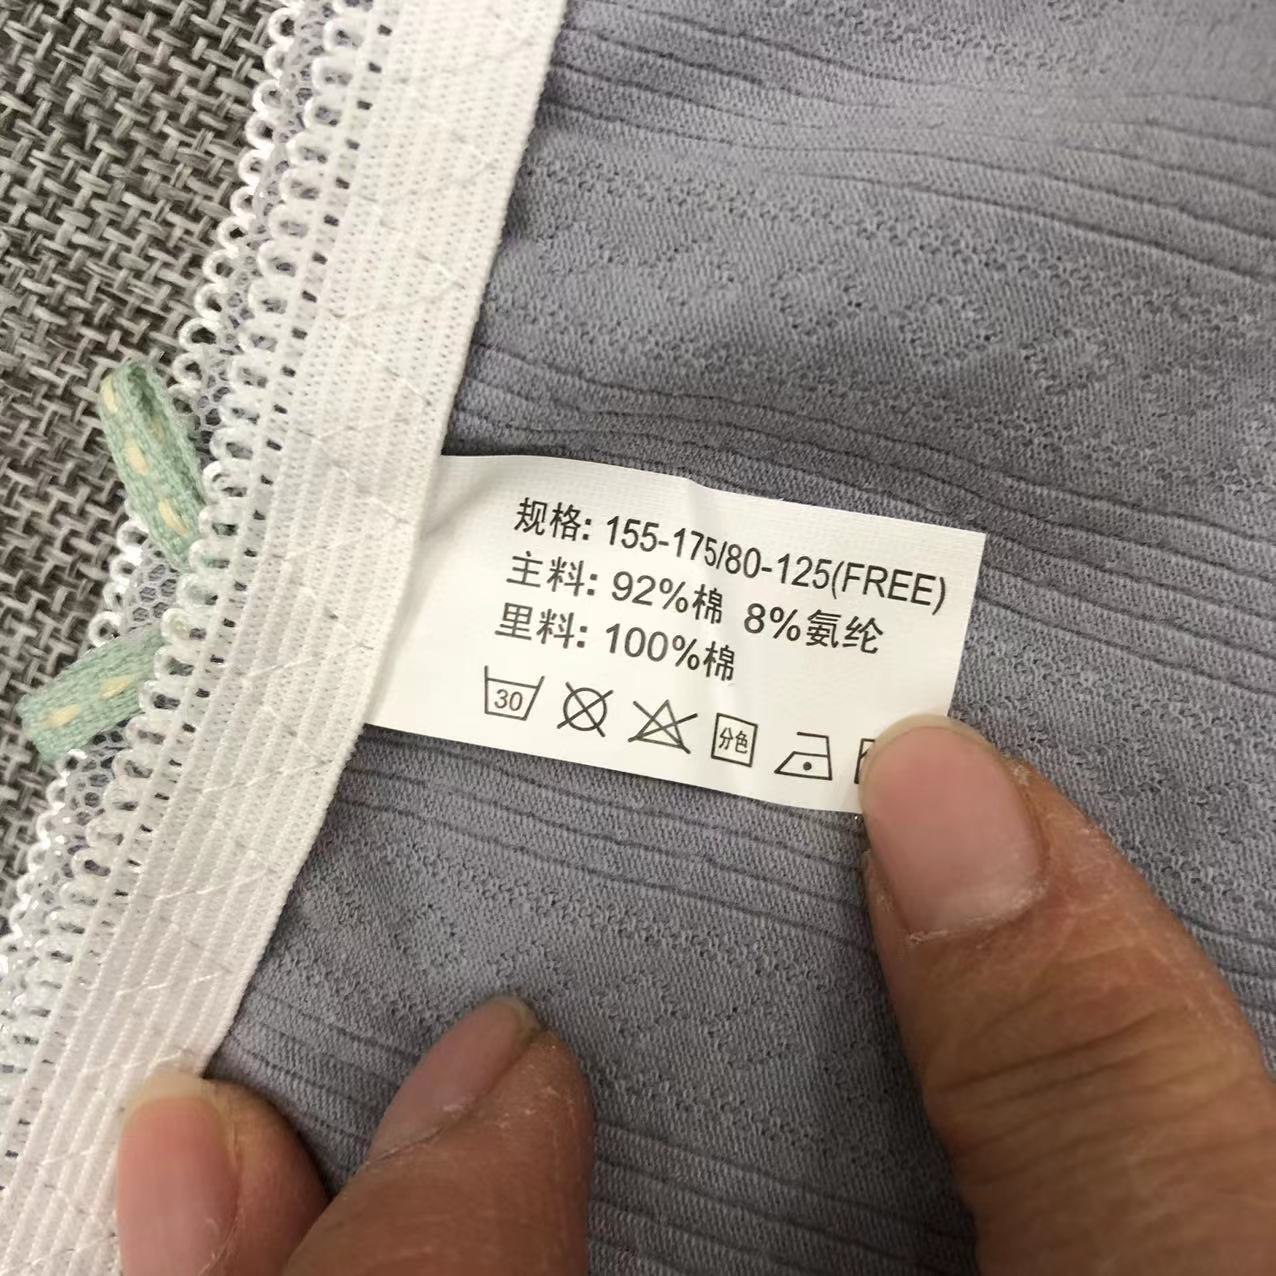 规格: 155-175/80-125(FREE)
主料: 92%棉 8%氨纶
里料: 100%棉
30 分色